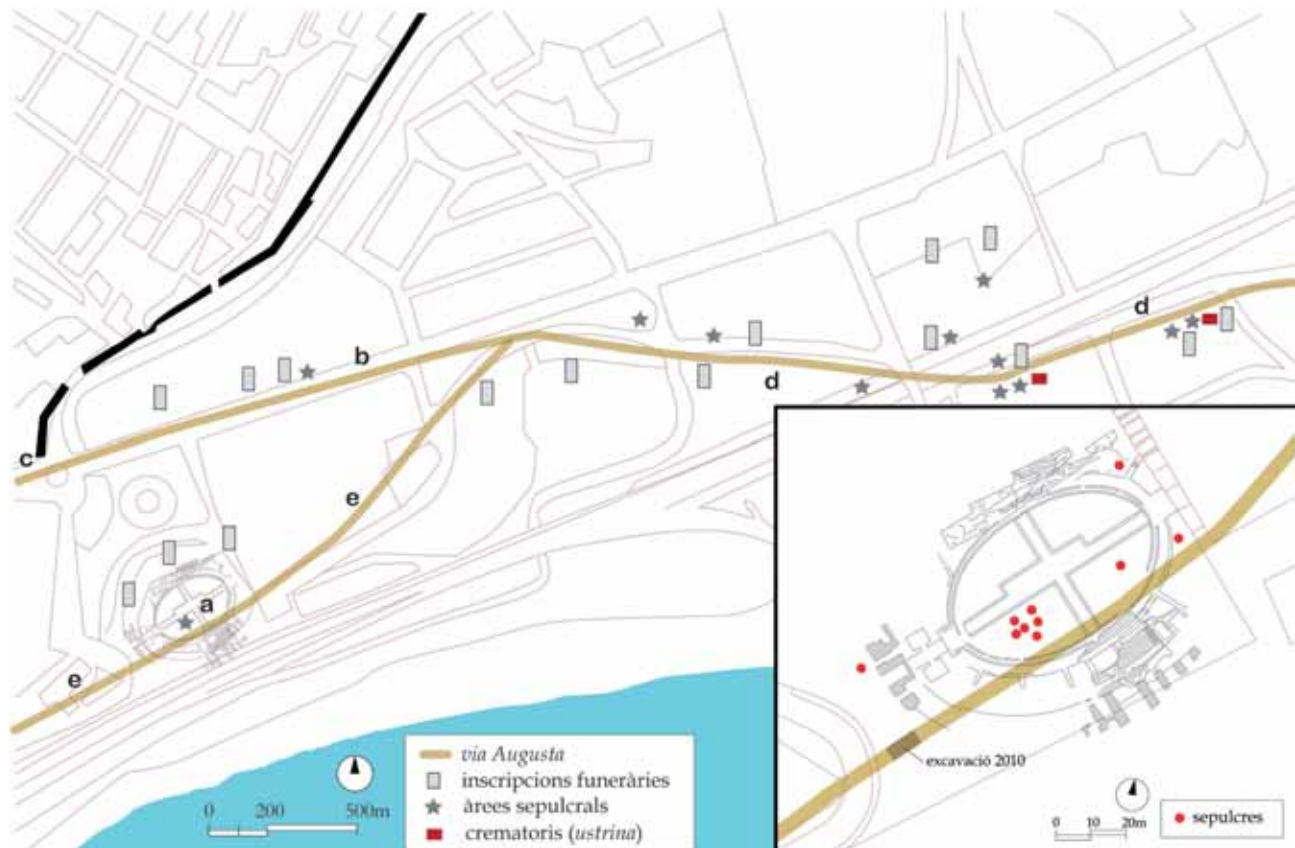 b
d
d
c
e
a
e
via Augusta
inscripcions funeràries
àrees sepulcrals
crematoris (ustrina)
0 200 500m
excavació 2010
0 10 20m
sepulcres